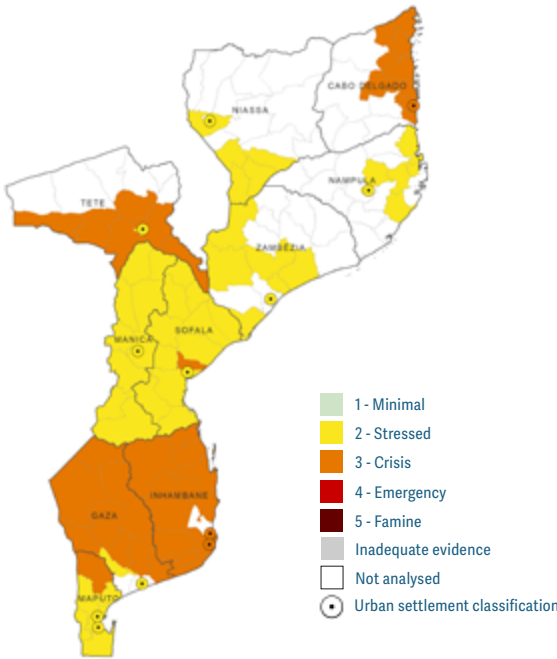 CABO DELGADO
NIASSA
NAMPULA
TETE
ZAMBÉZIA
SOFALA
MANICA
INHAMBANE
GAZA
MAPUTO
1 - Minimal
2 - Stressed
3 - Crisis
4 - Emergency
5 - Famine
Inadequate evidence
Not analysed
Urban settlement classification